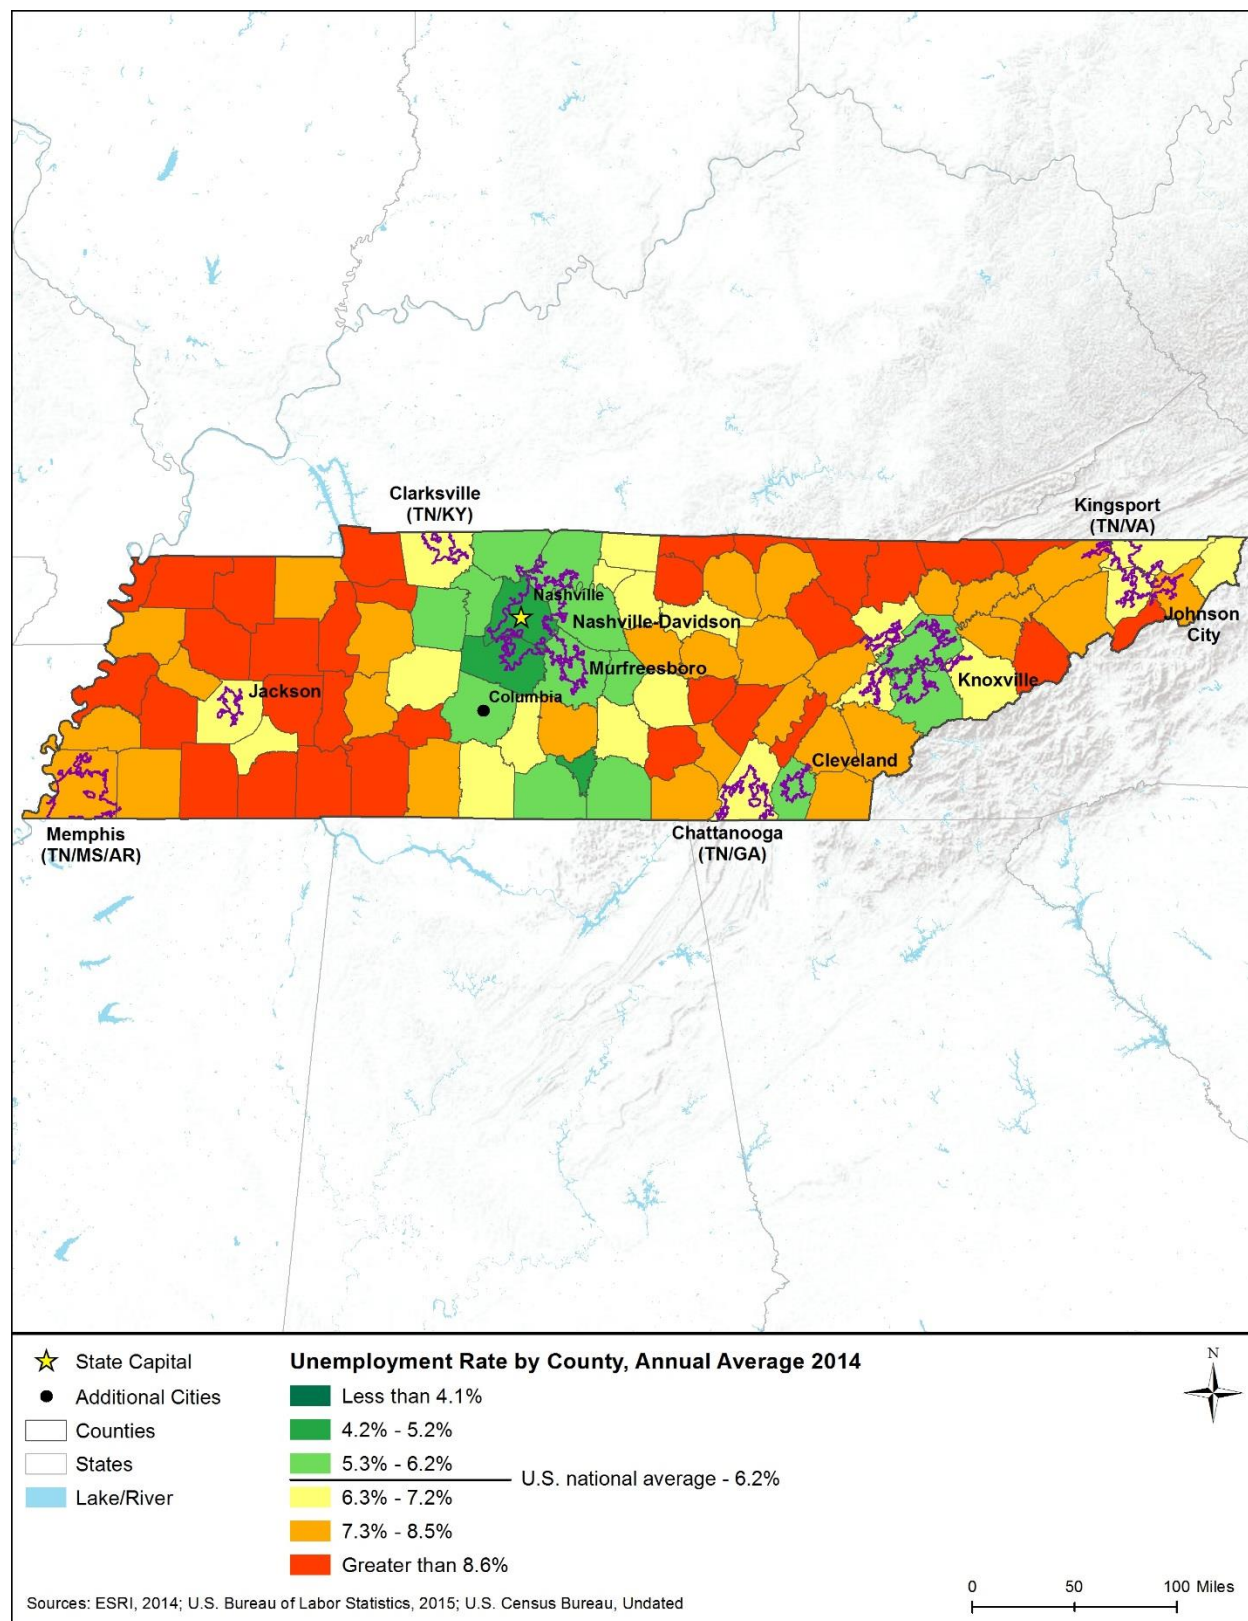 Clarksville
(TN/KY)
Kingsport
(TN/VA)
Nashville
Nashville-Davidson
Johnson
City
Murfreesboro
Knoxville
Jackson
Columbia
Cleveland
Memphis
(TN/MS/AR)
Chattanooga
(TN/GA)
State Capital
Additional Cities
Counties
States
Lake/River
Unemployment Rate by County, Annual Average 2014
Less than 4.1%
4.2% - 5.2%
5.3% - 6.2%
U.S. national average - 6.2%
6.3% - 7.2%
7.3% - 8.5%
Greater than 8.6%
N
0 50 100 Miles
Sources: ESRI, 2014; U.S. Bureau of Labor Statistics, 2015; U.S. Census Bureau, Undated